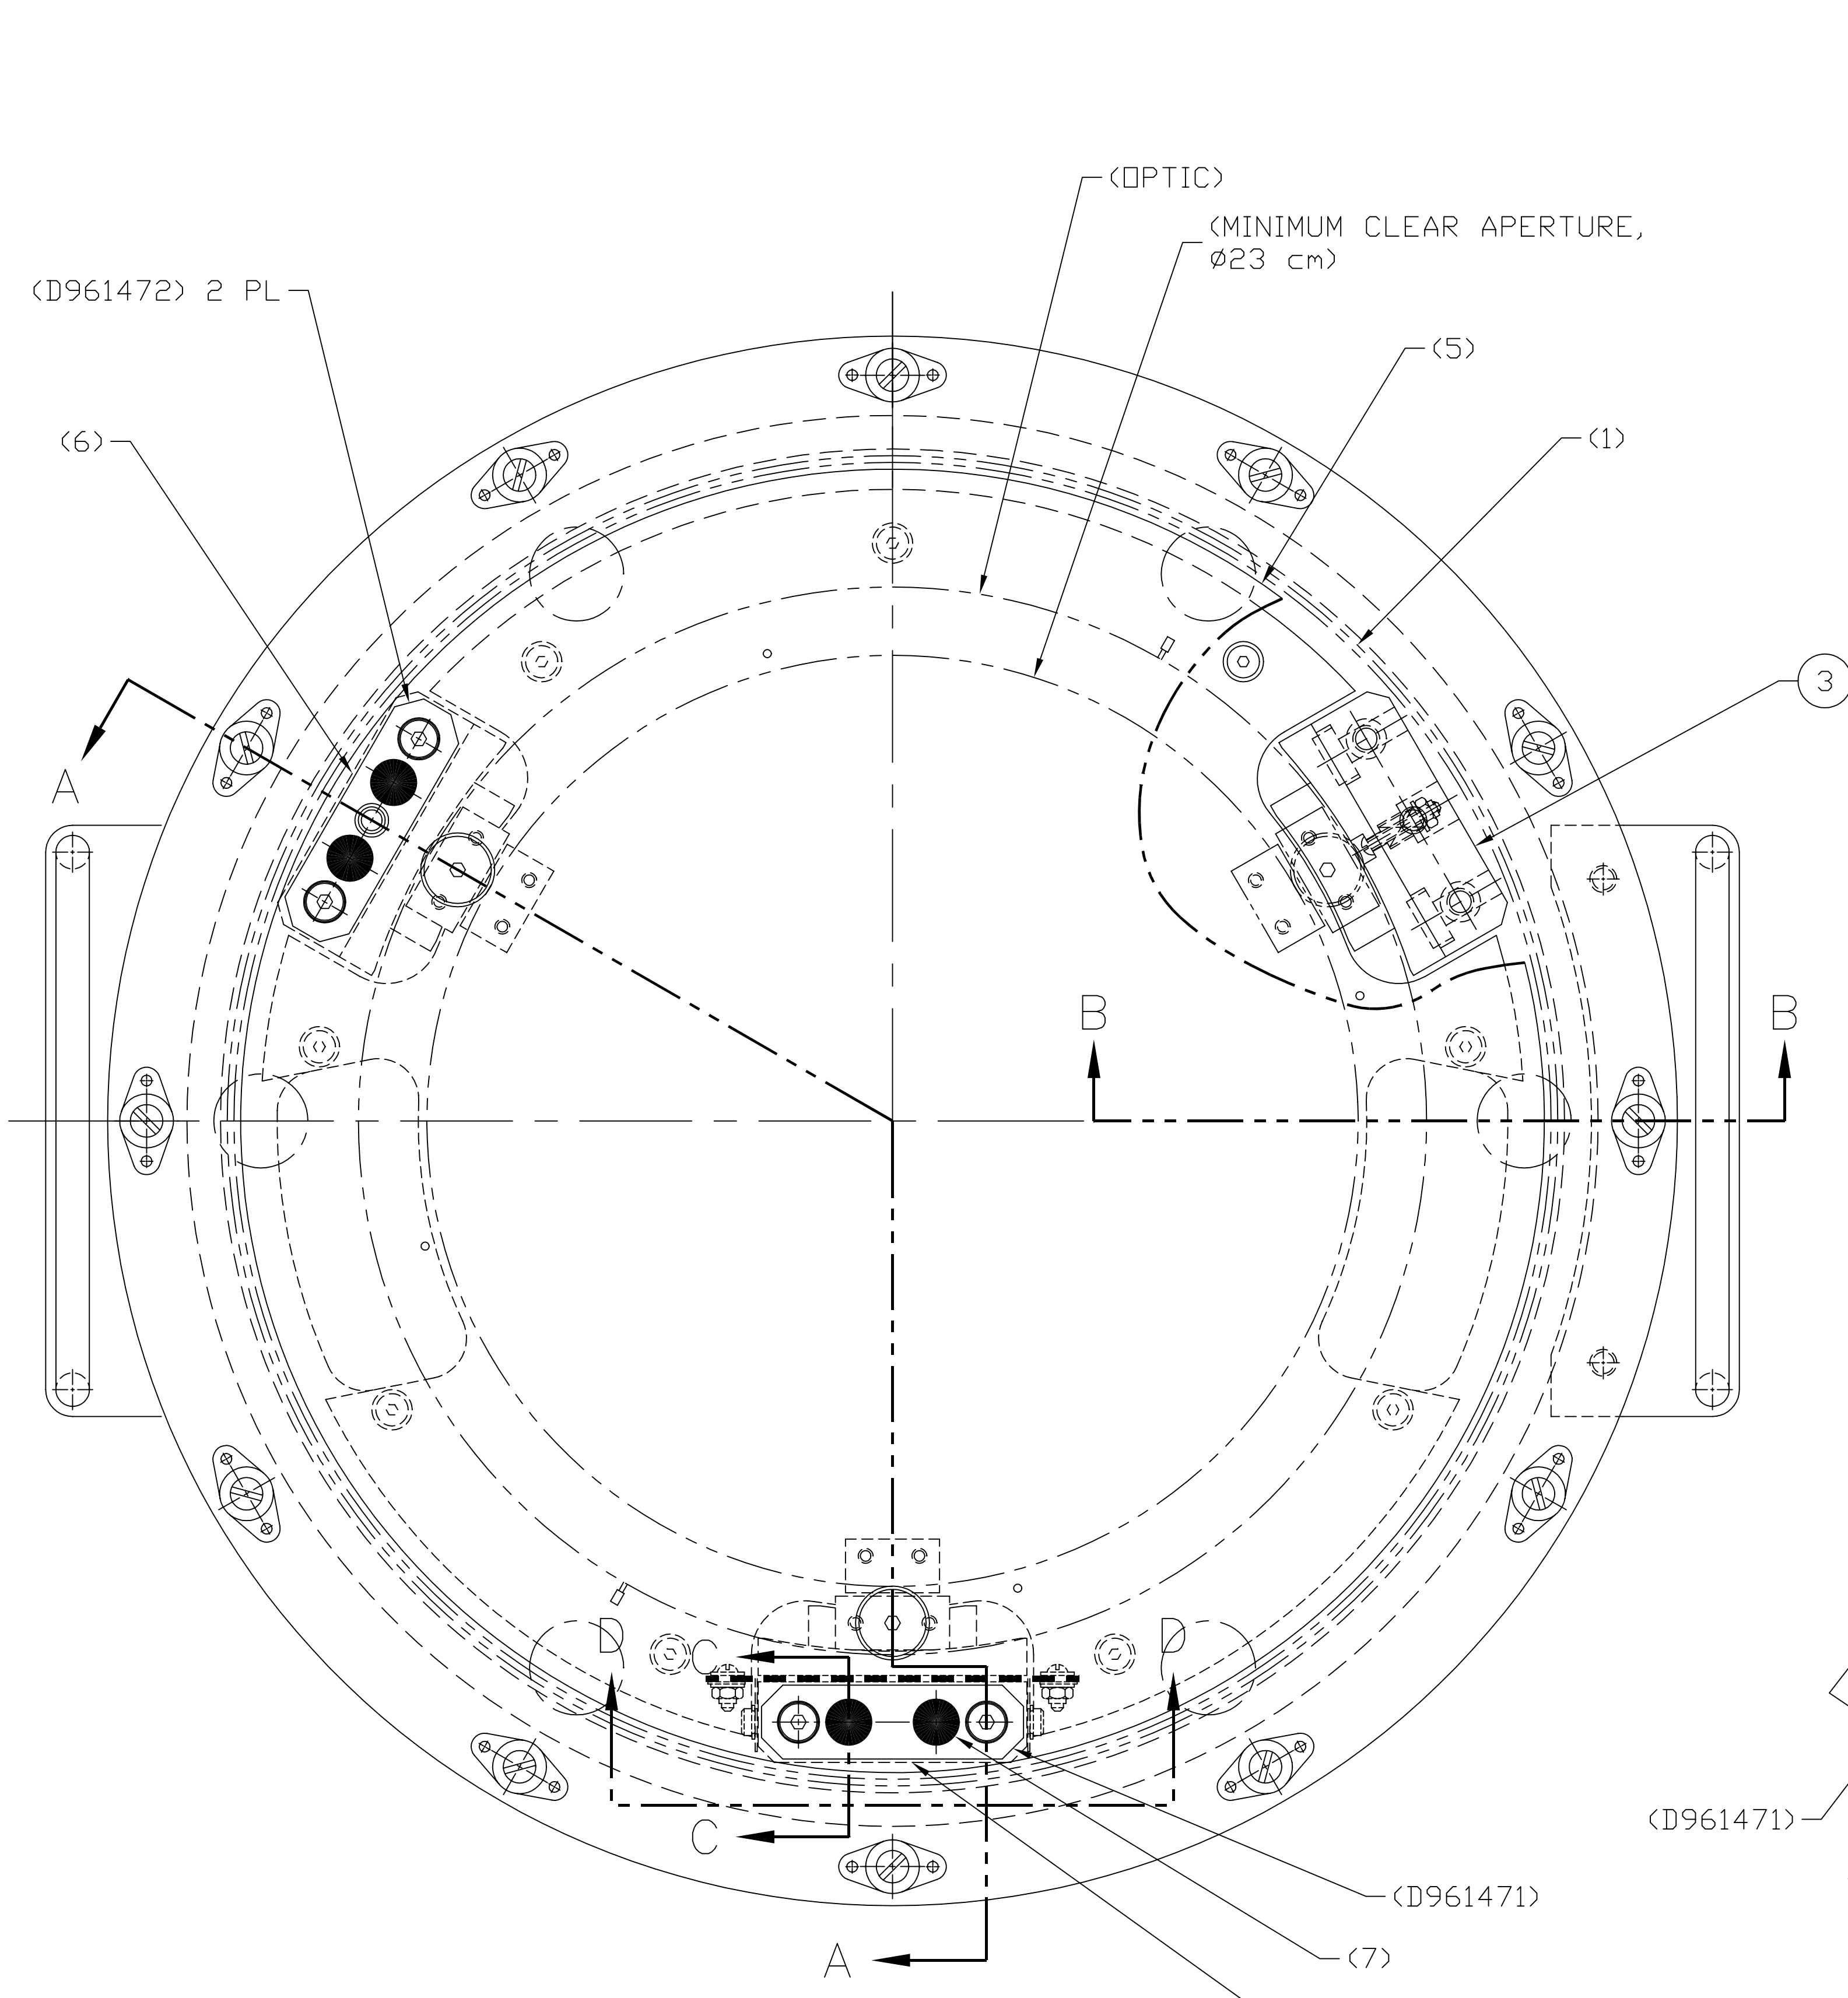 (OPTIC)
(MINIMUM CLEAR APERTURE,
Ø23 cm)
(D961472) 2 PL
(5)
(6)
(1)
3
A
B
B
D
C
D
(D961471)
C
(D961471)
A
(7)